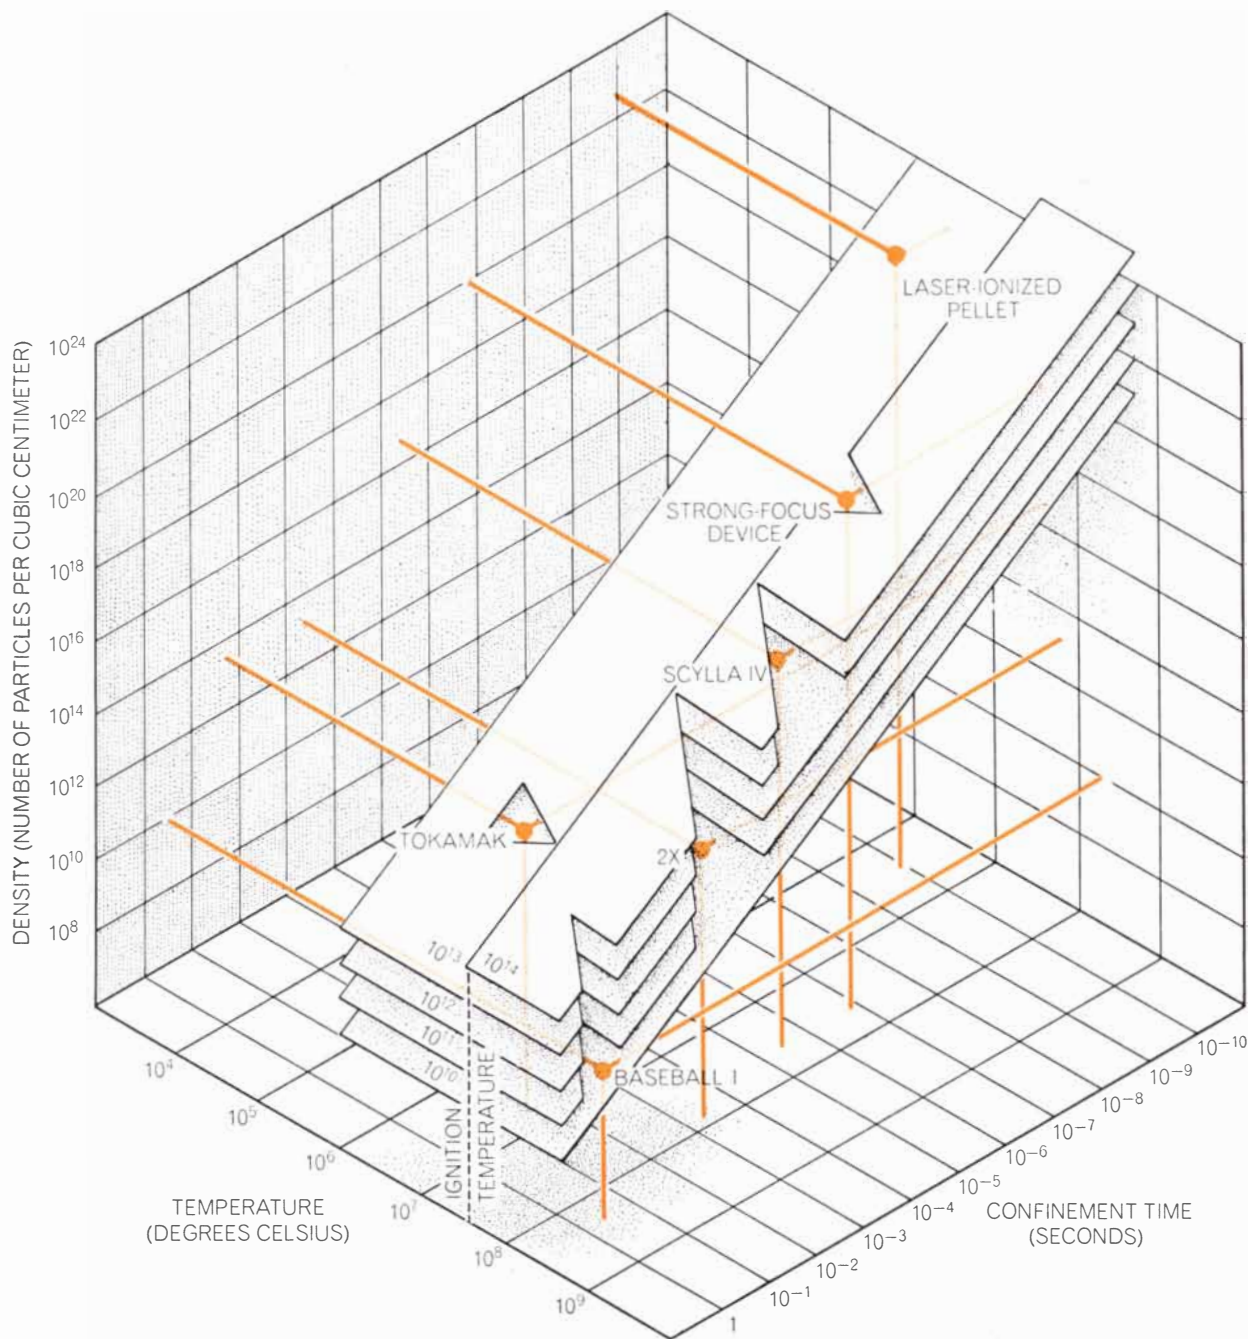 DENSITY (NUMBER OF PARTICLES PER CUBIC CENTIMETER)
10²⁴
10²²
10²⁰
10¹⁸
10¹⁶
10¹⁴
10¹²
10¹⁰
10⁸
LASER-IONIZED
PELLET
STRONG-FOCUS
DEVICE
SCYLLA IV
TOKAMAK
2X
BASEBALL I
10¹³
10¹⁴
10¹²
10¹¹
10¹⁰
IGNITION
TEMPERATURE
10⁴
10⁵
10⁶
10⁷
10⁸
10⁹
TEMPERATURE
(DEGREES CELSIUS)
10⁻¹⁰
10⁻⁹
10⁻⁸
10⁻⁷
10⁻⁶
10⁻⁵
10⁻⁴
10⁻³
10⁻²
10⁻¹
1
CONFINEMENT TIME
(SECONDS)